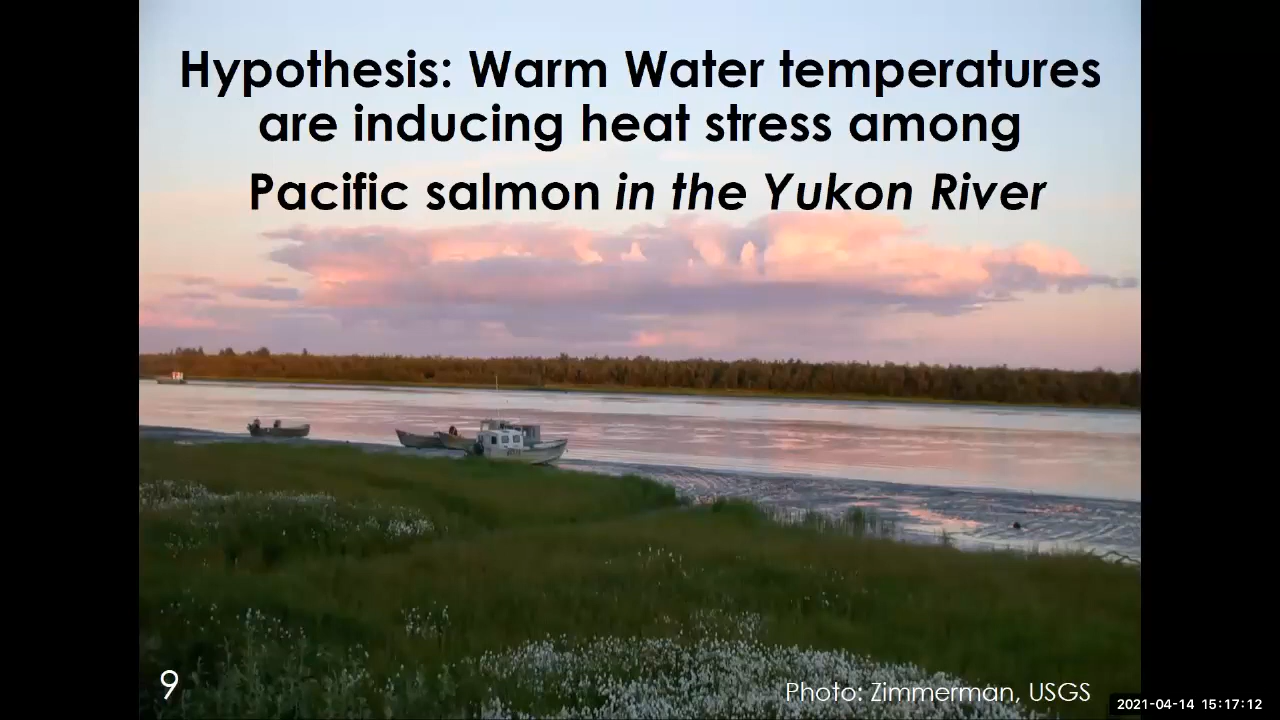 Hypothesis: Warm Water temperatures
are inducing heat stress among
Pacific salmon in the Yukon River
9
Photo: Zimmerman, USGS
2021-04-14 15:17:12